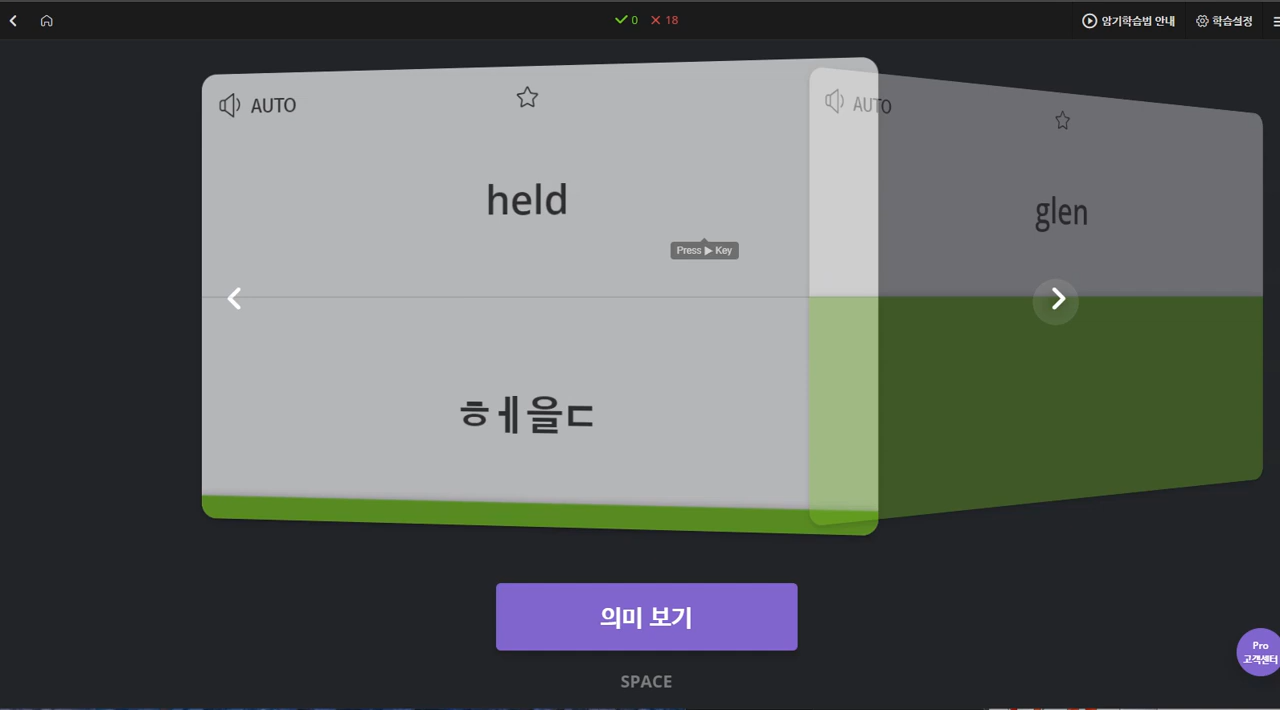 0 18 암기학습법 안내 학습설정
AUTO
held
Press ▶ Key
ㅎㅔ을ㄷ
AUTO
glen
의미 보기
SPACE
Pro
고객센터